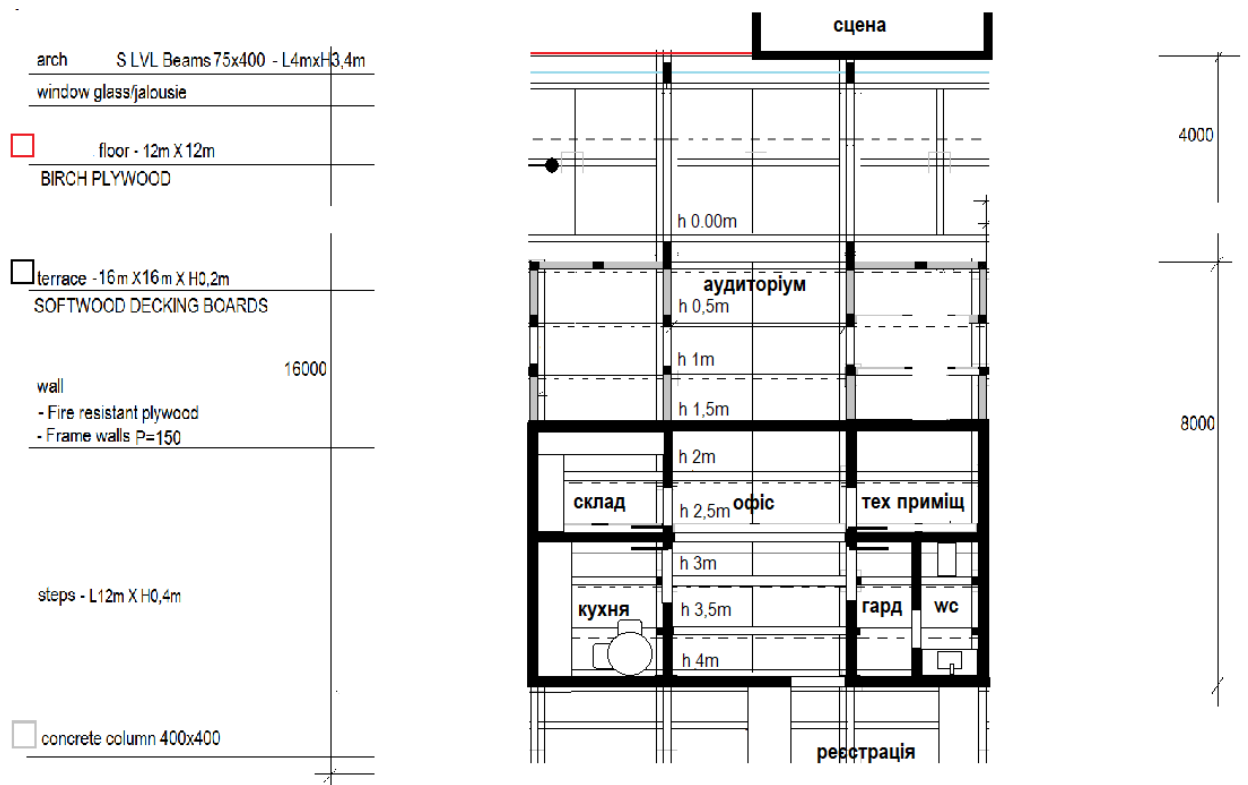 arch S LVL Beams 75x400 - L4mxH3,4m
window glass/jalousie
floor - 12m X 12m
BIRCH PLYWOOD
terrace -16m X16m X H0,2m
SOFTWOOD DECKING BOARDS
16000
wall
- Fire resistant plywood
- Frame walls P=150
steps - L12m X H0,4m
concrete column 400x400
сцена
h 0.00m
аудиторіум
h 0,5m
h 1m
h 1,5m
h 2m
склад
h 2,5m
офіс
тех приміщ
h 3m
кухня
h 3,5m
гард
wc
h 4m
реєстрація
4000
8000